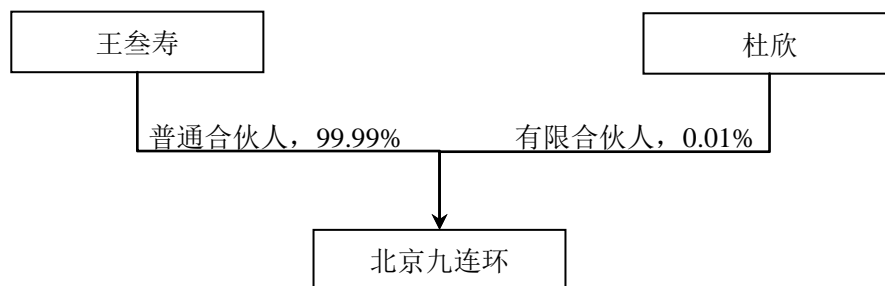 王叁寿
杜欣
普通合伙人，99.99%
有限合伙人，0.01%
北京九连环